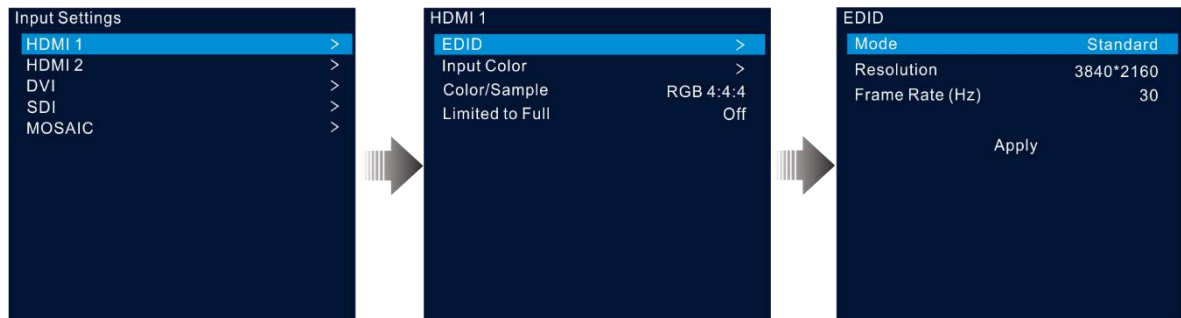 Input Settings
HDMI 1 >
HDMI 2 >
DVI >
SDI >
MOSAIC >
HDMI 1
EDID >
Input Color >
Color/Sample RGB 4:4:4
Limited to Full Off
EDID
Mode Standard
Resolution 3840*2160
Frame Rate (Hz) 30
Apply